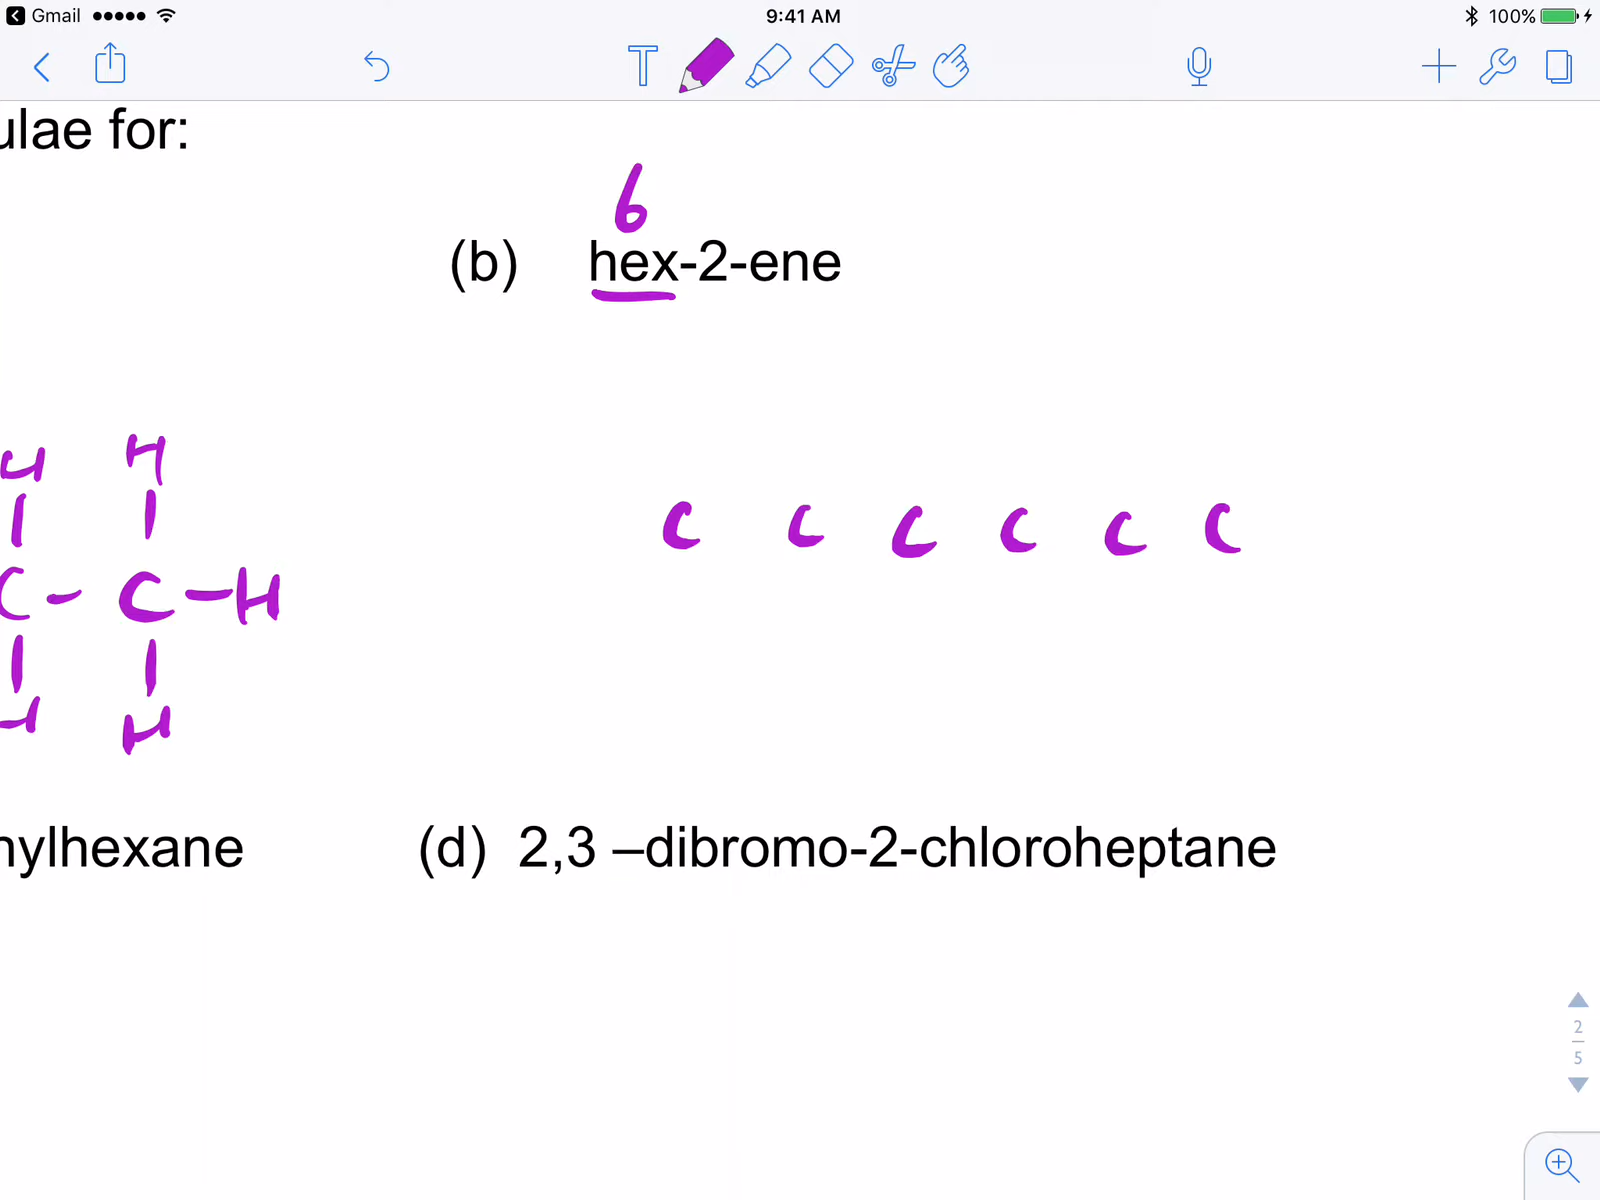 Gmail 9:41 AM 100%
T
ulae for:
6
(b) hex-2-ene
H H
C C C C C C
C - C - H
H H
nylhexane (d) 2,3 –dibromo-2-chloroheptane
2
5